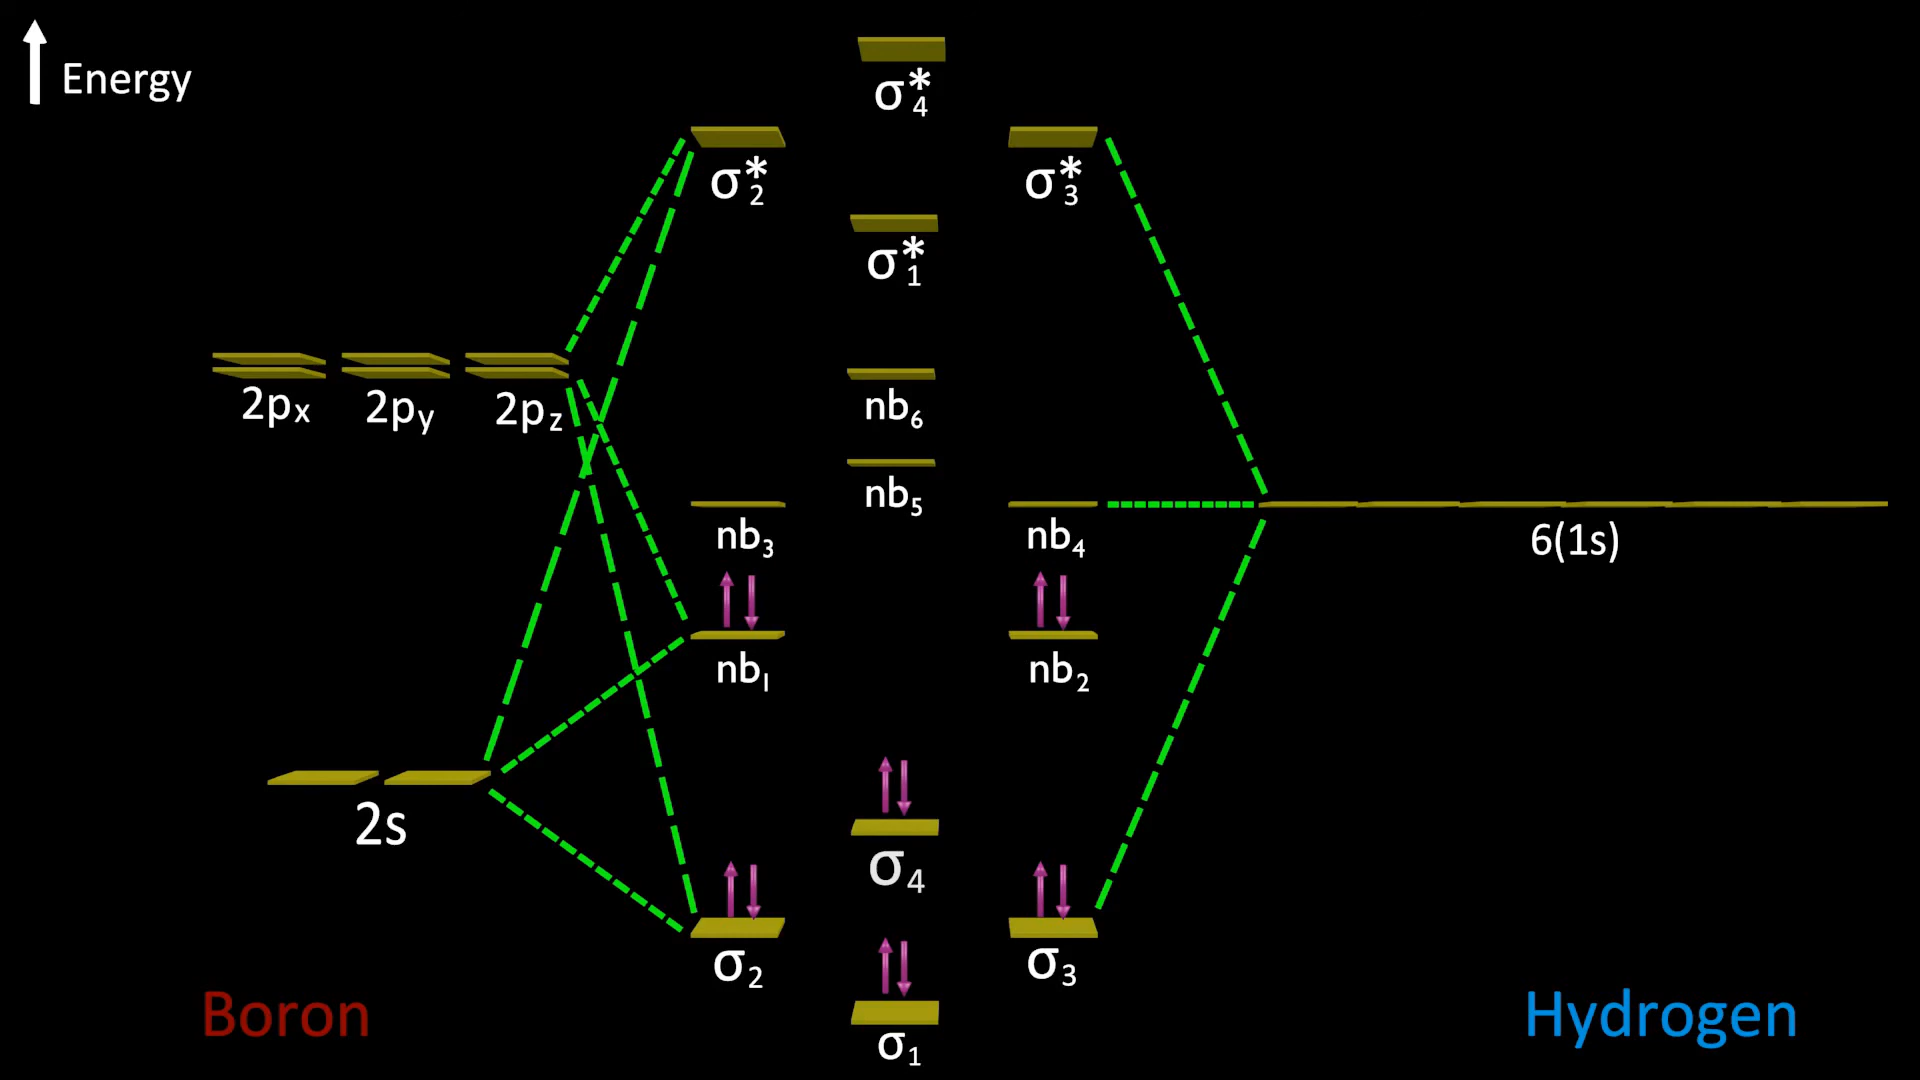 Energy
σ*4
σ*2
σ*3
σ*1
2px 2py 2pz
nb6
nb5
nb3
nb4
6(1s)
nb1
nb2
2s
σ4
σ2
σ3
σ1
Boron
Hydrogen